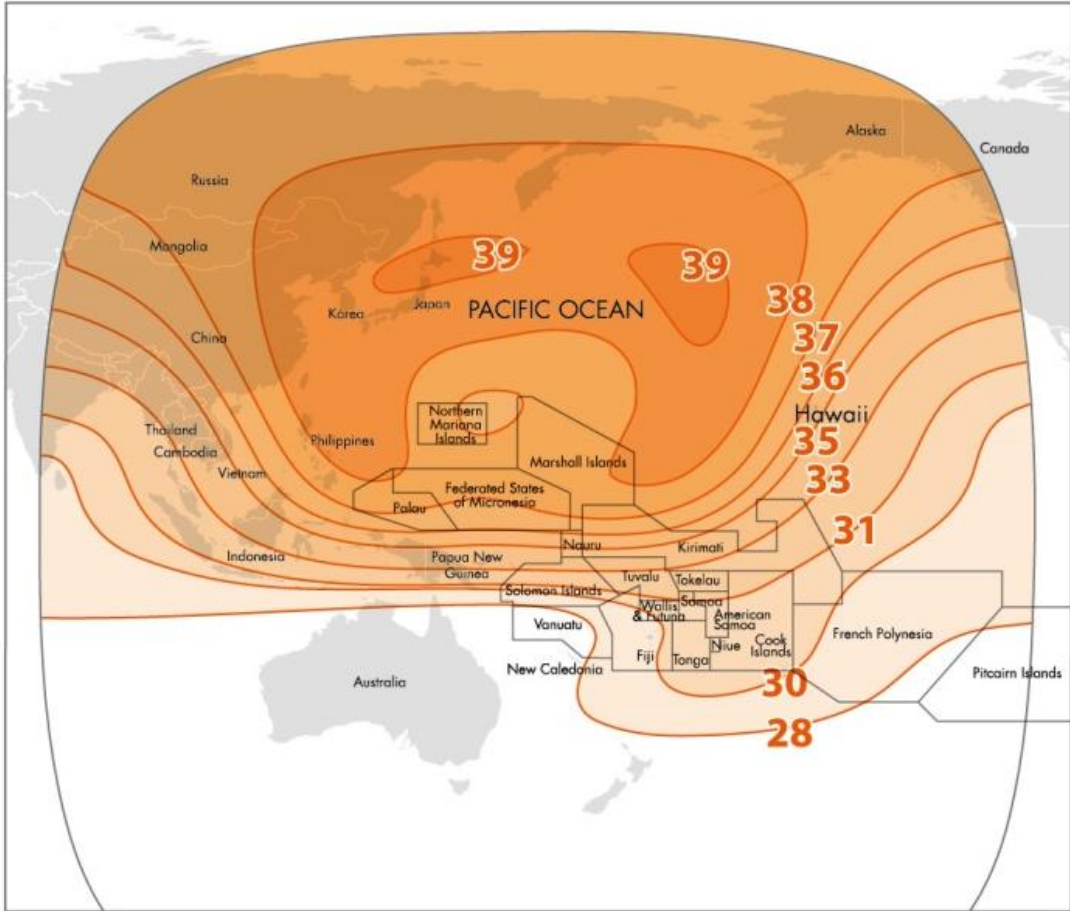 Alaska
Canada
Russia
Mongolia
39
39
38
Korea
Japan
PACIFIC OCEAN
China
37
36
Northern
Mariana
Islands
Hawaii
Thailand
Philippines
35
Cambodia
Marshall Islands
Vietnam
33
Federated States
of Micronesia
Palau
31
Nauru
Kirimati
Indonesia
Papua New
Guinea
Tuvalu
Tokelau
Solomon Islands
Wallis
& Futuna
Samoa
American
Samoa
Vanuatu
French Polynesia
Niue
Cook
Islands
Fiji
Tonga
New Caledonia
Pitcairn Islands
Australia
30
28